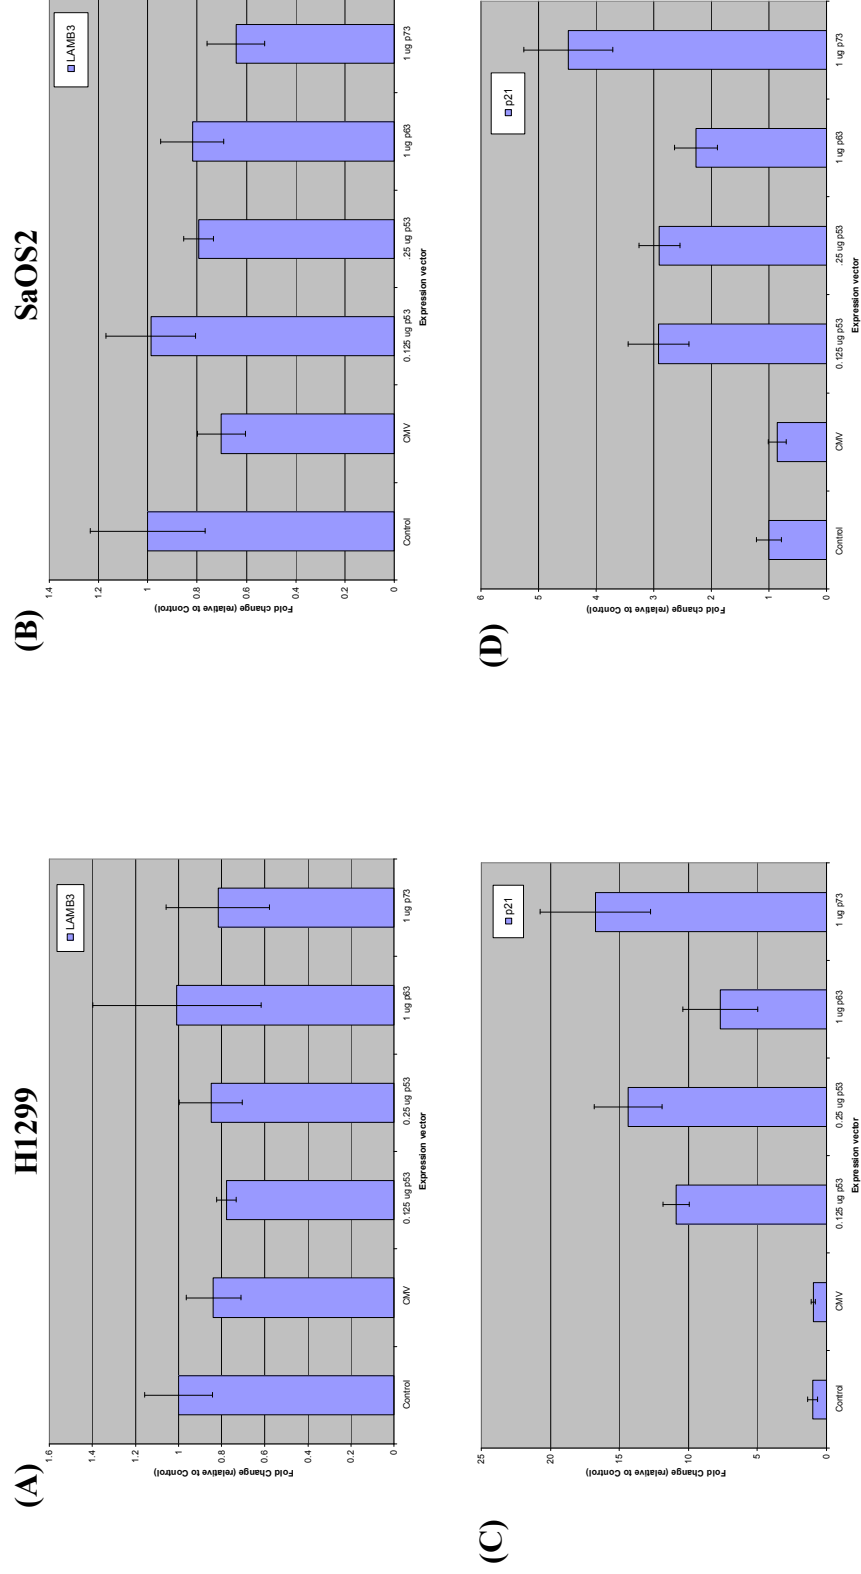 H1299
SaOS2
(A)
Fold Change (relative to Control)
1.6
1.4
1.2
1
0.8
0.6
0.4
0.2
0
LAMB3
Control CMV 0.125 ug p53 0.25 ug p53 1 ug p63 1 ug p73
Expression vector
(B)
Fold change (relative to Control)
1.4
1.2
1
0.8
0.6
0.4
0.2
0
LAMB3
Control CMV 0.125 ug p53 .25 ug p53 1 ug p63 1 ug p73
Expression vector
(C)
Fold Change (relative to Control)
25
20
15
10
5
0
p21
Control CMV 0.125 ug p53 0.25 ug p53 1 ug p63 1 ug p73
Expression vector
(D)
Fold change (relative to Control)
6
5
4
3
2
1
0
p21
Control CMV 0.125 ug p53 .25 ug p53 1 ug p63 1 ug p73
Expression vector